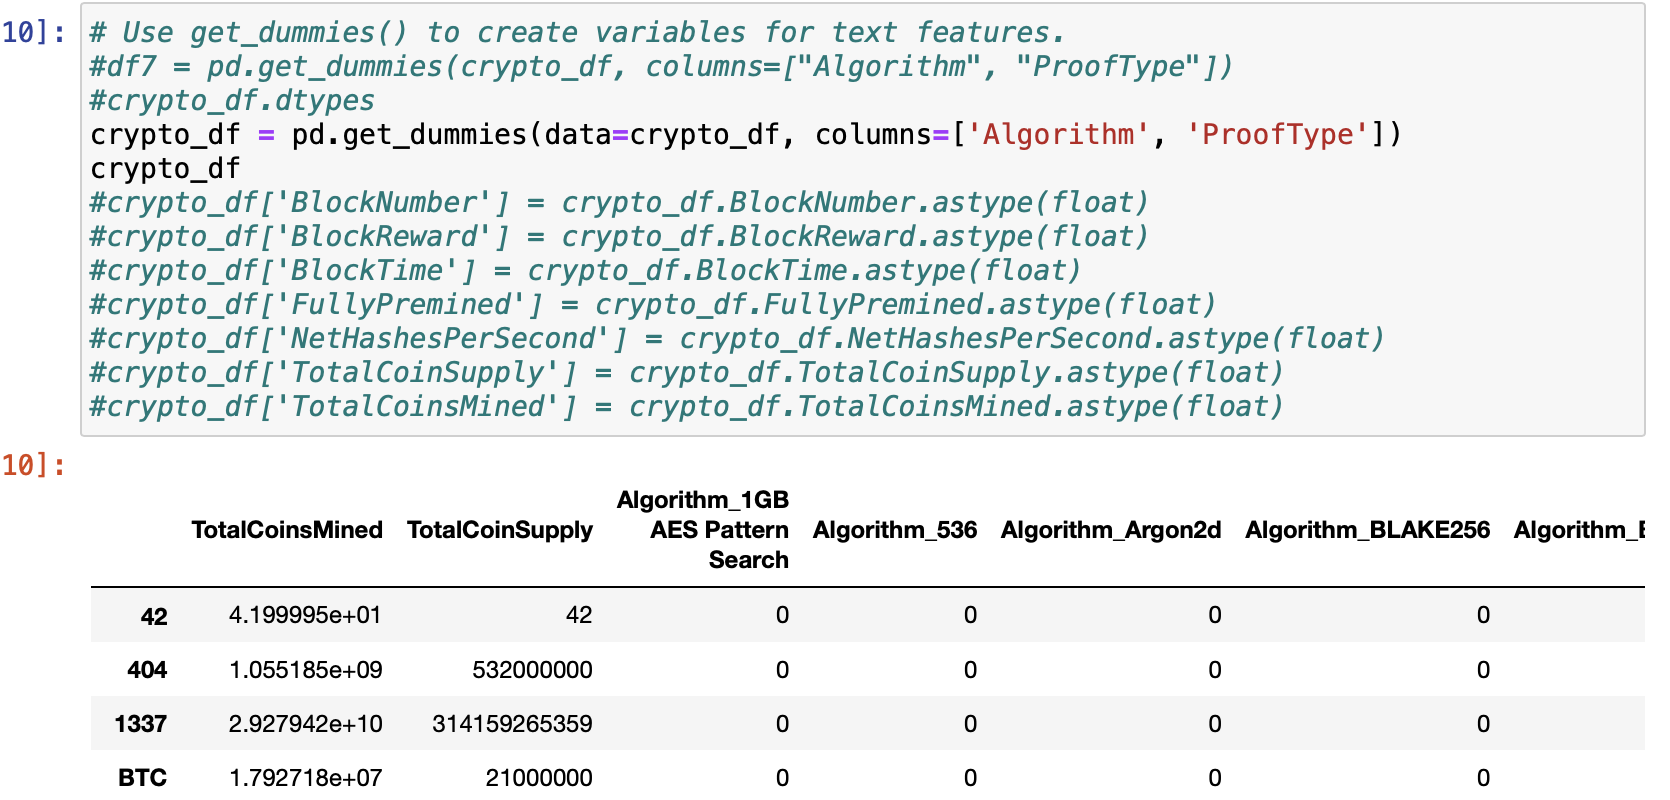 10]: # Use get_dummies() to create variables for text features.
#df7 = pd.get_dummies(crypto_df, columns=["Algorithm", "ProofType"])
#crypto_df.dtypes
crypto_df = pd.get_dummies(data=crypto_df, columns=['Algorithm', 'ProofType'])
crypto_df
#crypto_df['BlockNumber'] = crypto_df.BlockNumber.astype(float)
#crypto_df['BlockReward'] = crypto_df.BlockReward.astype(float)
#crypto_df['BlockTime'] = crypto_df.BlockTime.astype(float)
#crypto_df['FullyPremined'] = crypto_df.FullyPremined.astype(float)
#crypto_df['NetHashesPerSecond'] = crypto_df.NetHashesPerSecond.astype(float)
#crypto_df['TotalCoinSupply'] = crypto_df.TotalCoinSupply.astype(float)
#crypto_df['TotalCoinsMined'] = crypto_df.TotalCoinsMined.astype(float)
10]:
Algorithm_1GB
TotalCoinsMined TotalCoinSupply AES Pattern Algorithm_536 Algorithm_Argon2d Algorithm_BLAKE256 Algorithm_
Search
42 4.199995e+01 42 0 0 0 0
404 1.055185e+09 532000000 0 0 0 0
1337 2.927942e+10 314159265359 0 0 0 0
BTC 1.792718e+07 21000000 0 0 0 0